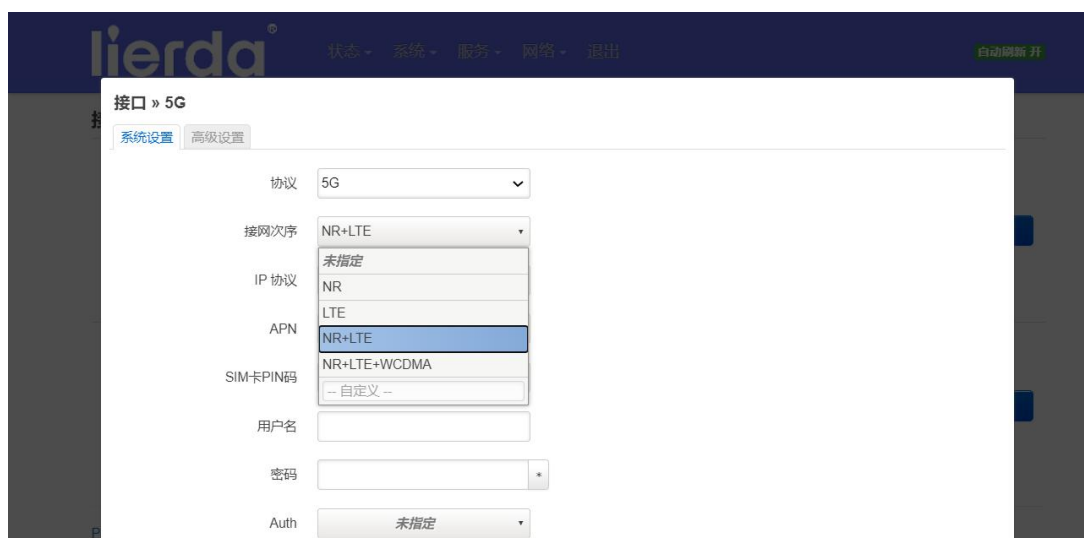 lierda®
状态 系统 服务 网络 退出
自动刷新 开
接口 » 5G
系统设置 高级设置
协议 5G
接网次序 NR+LTE
未指定
IP 协议
NR
LTE
APN
NR+LTE
NR+LTE+WCDMA
SIM卡PIN码
-- 自定义 --
用户名
密码 *
Auth 未指定